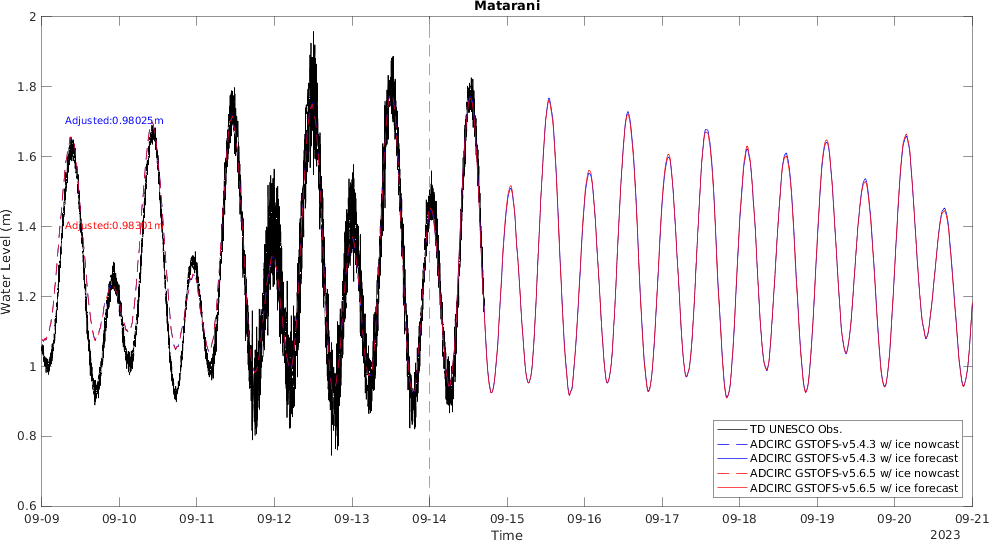 Matarani
2
1.8
1.6
1.4
1.2
1
0.8
0.6
Water Level (m)
Adjusted:0.98025m
Adjusted:0.98301m
TD UNESCO Obs.
ADCIRC GSTOFS-v5.4.3 w/ ice nowcast
ADCIRC GSTOFS-v5.4.3 w/ ice forecast
ADCIRC GSTOFS-v5.6.5 w/ ice nowcast
ADCIRC GSTOFS-v5.6.5 w/ ice forecast
09-09 09-10 09-11 09-12 09-13 09-14 09-15 09-16 09-17 09-18 09-19 09-20 09-21
Time
2023